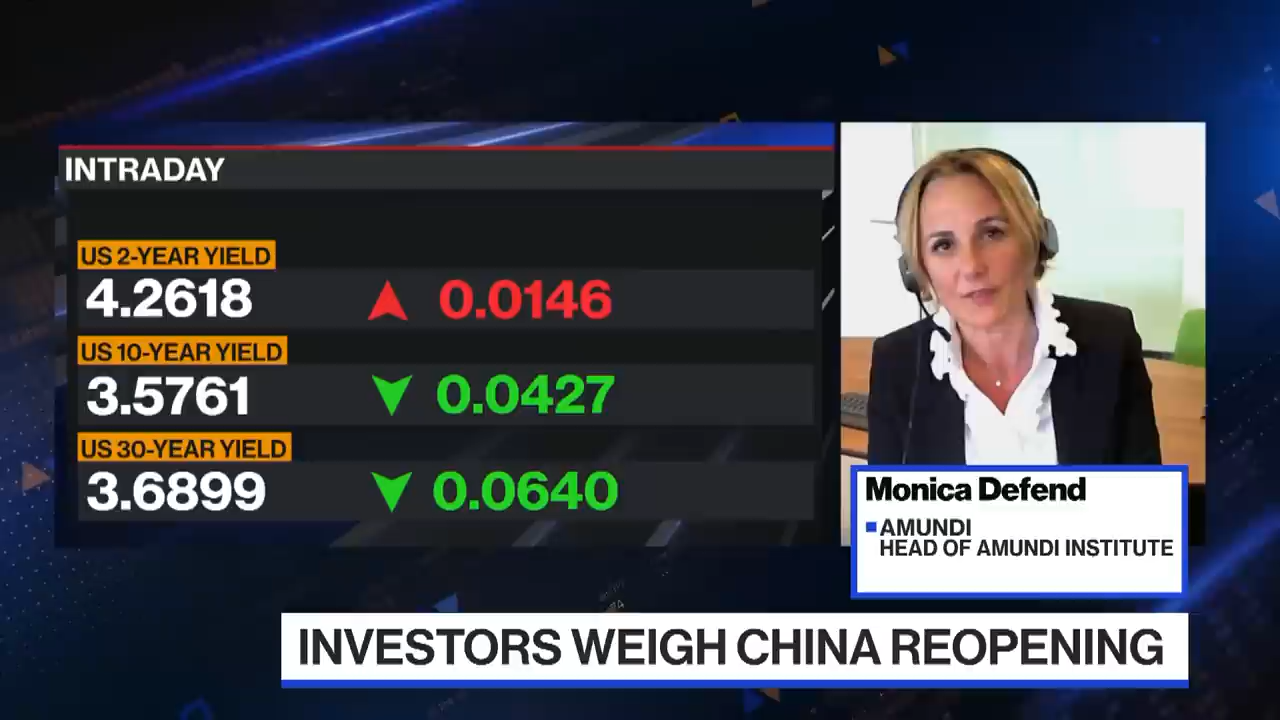 INTRADAY
US 2-YEAR YIELD
4.2618 0.0146
US 10-YEAR YIELD
3.5761 0.0427
US 30-YEAR YIELD
3.6899 0.0640
Monica Defend
AMUNDI
HEAD OF AMUNDI INSTITUTE
INVESTORS WEIGH CHINA REOPENING